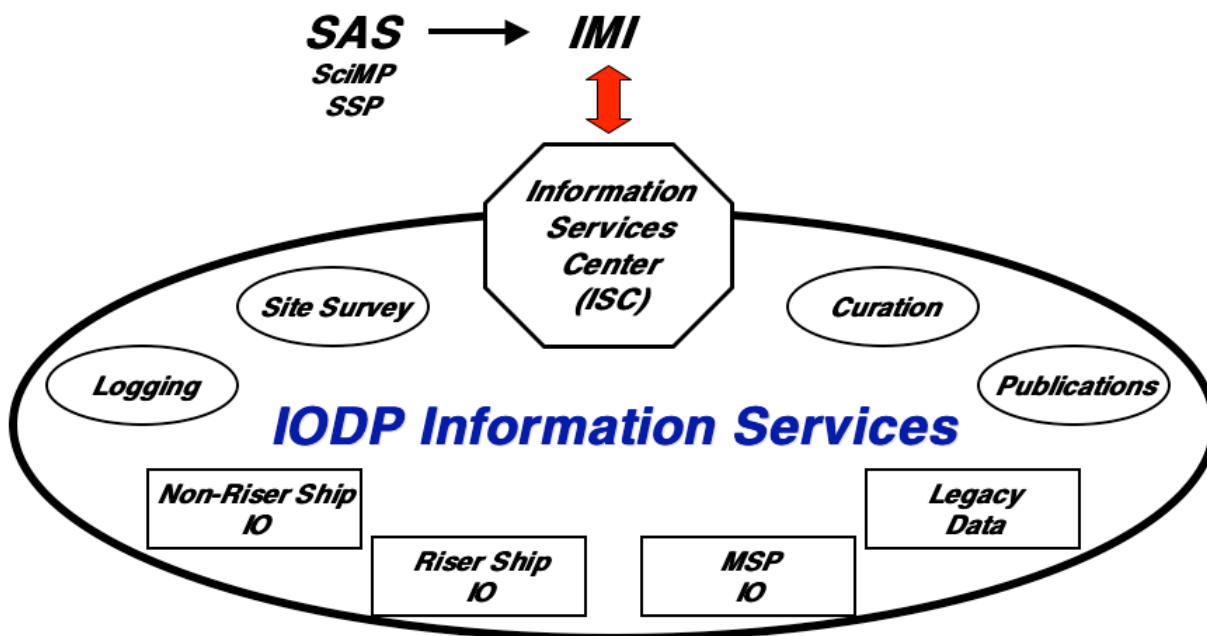 SAS
IMI
SciMP
SSP
Information
Services
Center
(ISC)
Site Survey
Curation
Logging
Publications
IODP Information Services
Non-Riser Ship
IO
Legacy
Data
Riser Ship
IO
MSP
IO